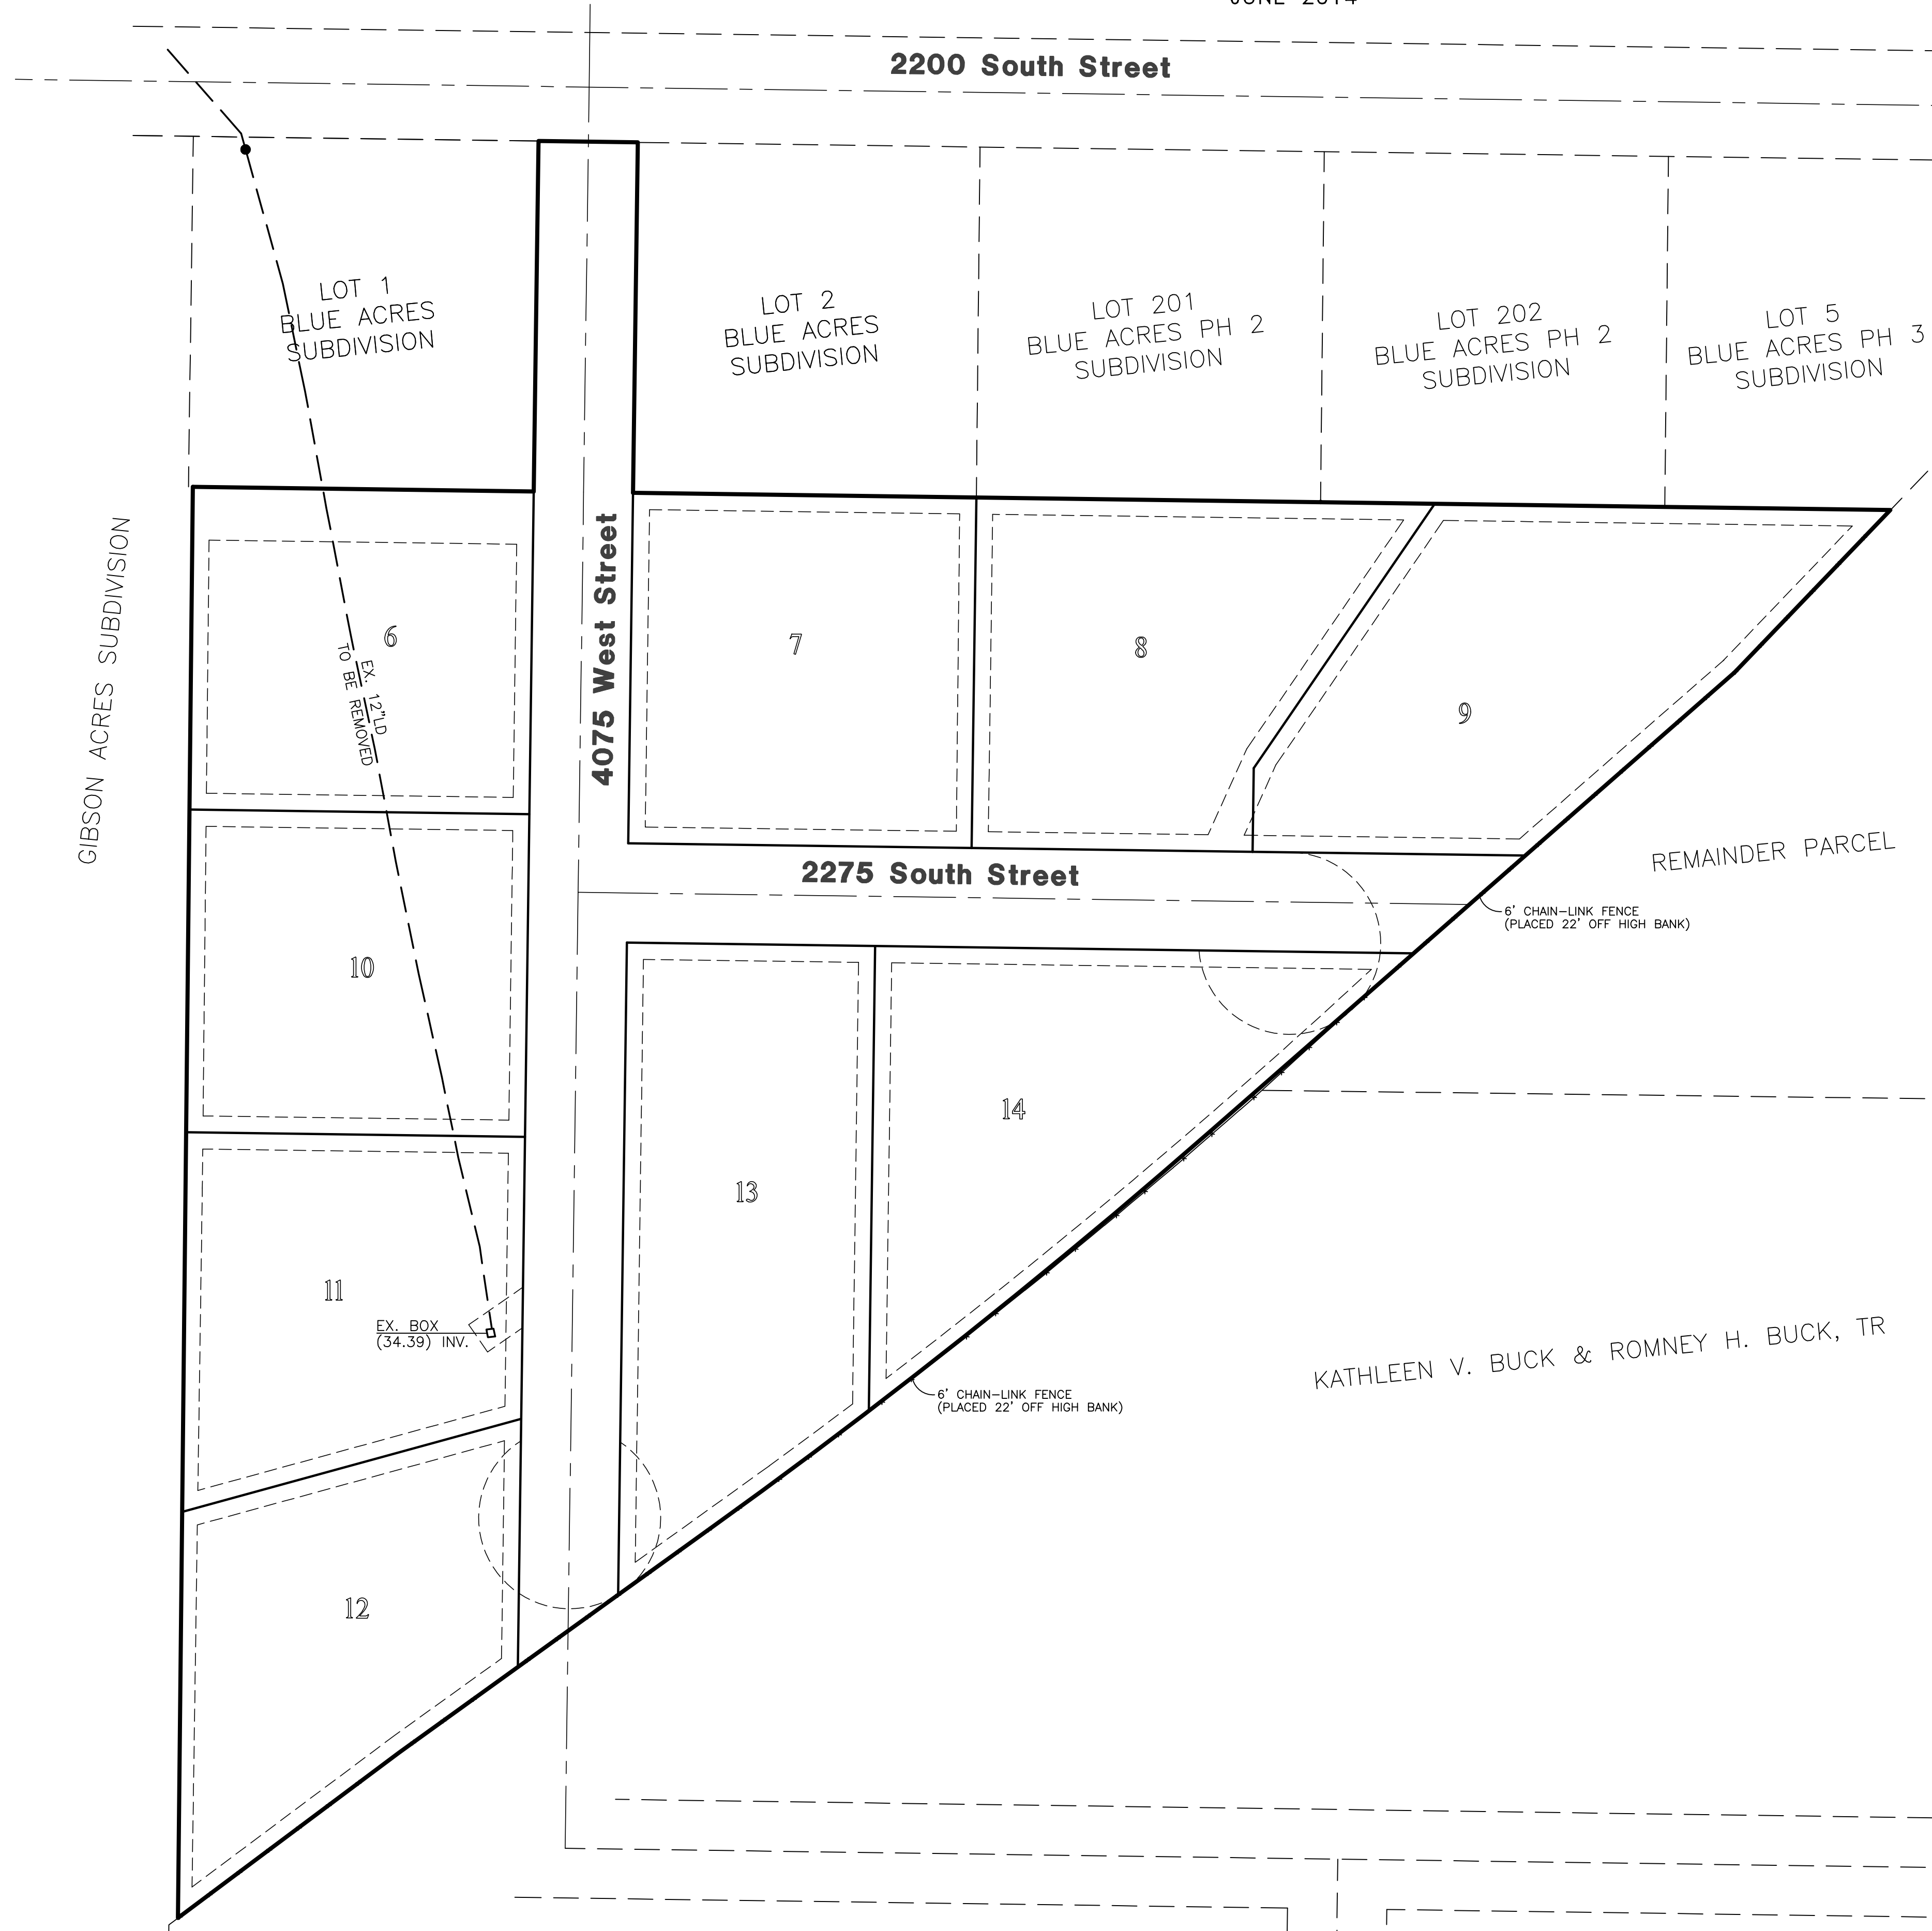 JUNE 2014
2200 South Street
LOT 1
BLUE ACRES
SUBDIVISION
LOT 2
BLUE ACRES
SUBDIVISION
LOT 201
BLUE ACRES PH 2
SUBDIVISION
LOT 202
BLUE ACRES PH 2
SUBDIVISION
LOT 5
BLUE ACRES PH 3
SUBDIVISION
GIBSON ACRES SUBDIVISION
4075 West Street
6
EX. 12"LD
TO BE REMOVED
7
8
9
2275 South Street
REMAINDER PARCEL
6' CHAIN-LINK FENCE
(PLACED 22' OFF HIGH BANK)
10
14
13
11
EX. BOX
(34.39) INV.
KATHLEEN V. BUCK & ROMNEY H. BUCK, TR
6' CHAIN-LINK FENCE
(PLACED 22' OFF HIGH BANK)
12